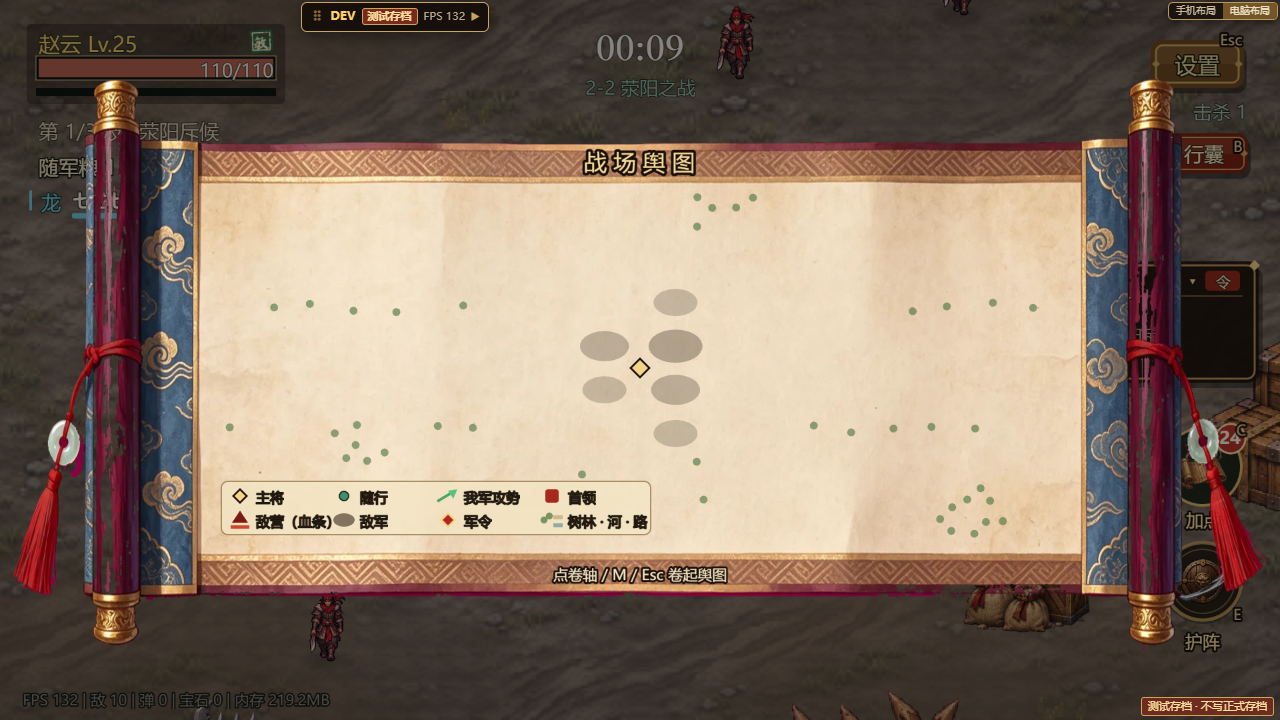 DEV 测试存档 FPS 132
手机布局 电脑布局
赵云 Lv.25 敏
110/110
00:09
2-2 荥阳之战
Esc
设置
击杀 1
第 1/3 荥阳斥候
随军粮
龙
行囊 B
令
战场舆图
主将 随行 我军攻势 首领
敌营（血条） 敌军 军令 树林·河·路
点卷轴 / M / Esc 卷起舆图
24 C
加点
E
护阵
FPS 132 | 敌 10 | 弹 0 | 宝石 0 | 内存 219.2MB
测试存档 · 不写正式存档